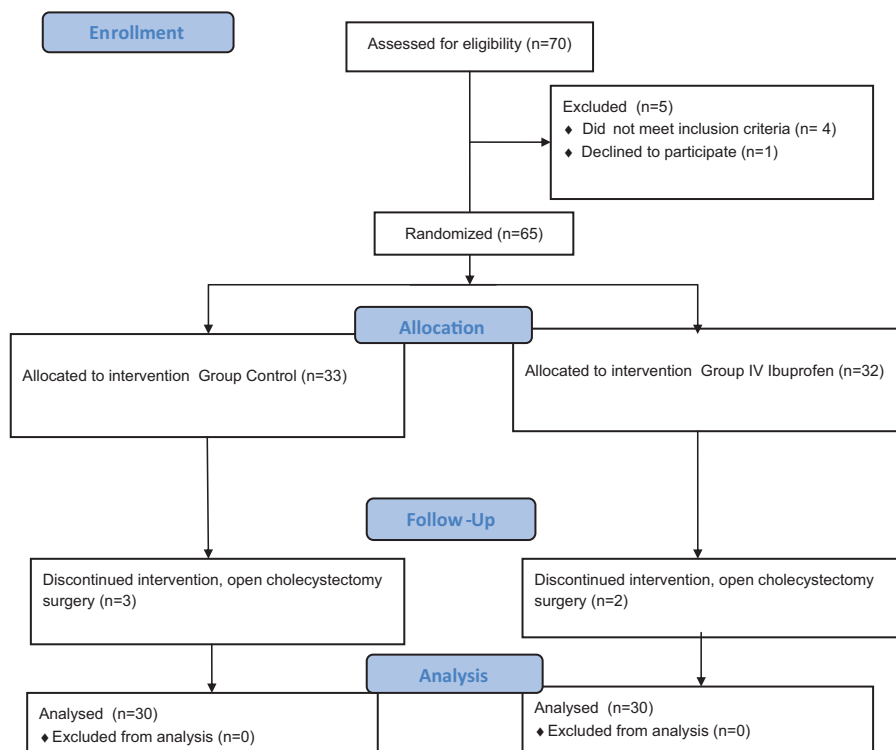 Enrollment
Assessed for eligibility (n=70)
Excluded (n=5)
♦ Did not meet inclusion criteria (n= 4)
♦ Declined to participate (n=1)
Randomized (n=65)
Allocation
Allocated to intervention Group Control (n=33)
Allocated to intervention Group IV Ibuprofen (n=32)
Follow-Up
Discontinued intervention, open cholecystectomy
surgery (n=3)
Discontinued intervention, open cholecystectomy
surgery (n=2)
Analysis
Analysed (n=30)
♦ Excluded from analysis (n=0)
Analysed (n=30)
♦ Excluded from analysis (n=0)